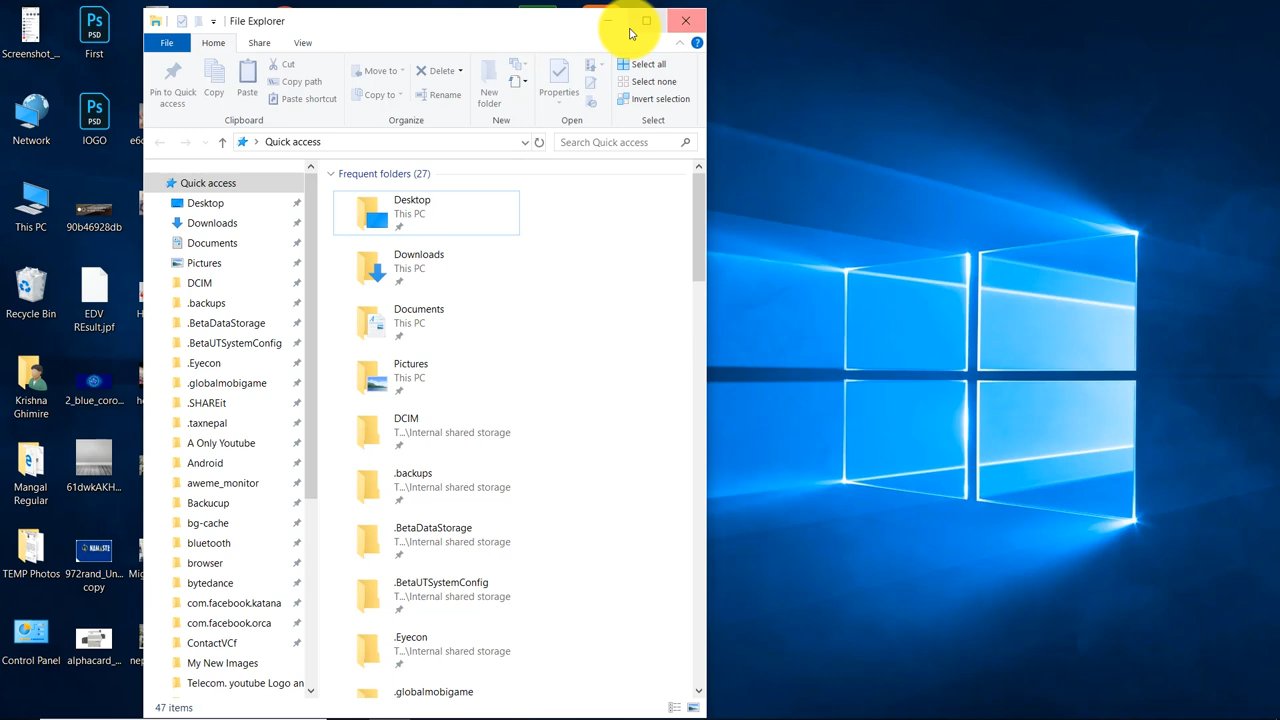 File Explorer
File
Home
Share
View
Pin to Quick
access
Copy
Paste
Cut
Copy path
Paste shortcut
Clipboard
Move to
Copy to
Delete
Rename
Organize
New
folder
New
Properties
Open
Select all
Select none
Invert selection
Select
Quick access
Search Quick access
Quick access
Desktop
Downloads
Documents
Pictures
DCIM
.backups
.BetaDataStorage
.BetaUTSystemConfig
.Eyecon
.globalmobigame
.SHAREit
.taxnepal
A Only Youtube
Android
aweme_monitor
Backucup
bg-cache
bluetooth
browser
bytedance
com.facebook.katana
com.facebook.orca
ContactVCf
My New Images
Telecom. youtube Logo an
Frequent folders (27)
Desktop
This PC
Downloads
This PC
Documents
This PC
Pictures
This PC
DCIM
T...\Internal shared storage
.backups
T...\Internal shared storage
.BetaDataStorage
T...\Internal shared storage
.BetaUTSystemConfig
T...\Internal shared storage
.Eyecon
T...\Internal shared storage
.globalmobigame
47 items
Screenshot_...
PSD
First
Network
PSD
lOGO
This PC
90b46928db
Recycle Bin
EDV
REsult.jpf
Krishna
Ghimire
2_blue_coro...
Mangal
Regular
61dwkAKH...
TEMP Photos
NAMASTE
972rand_Un...
copy
Control Panel
alphacard_...